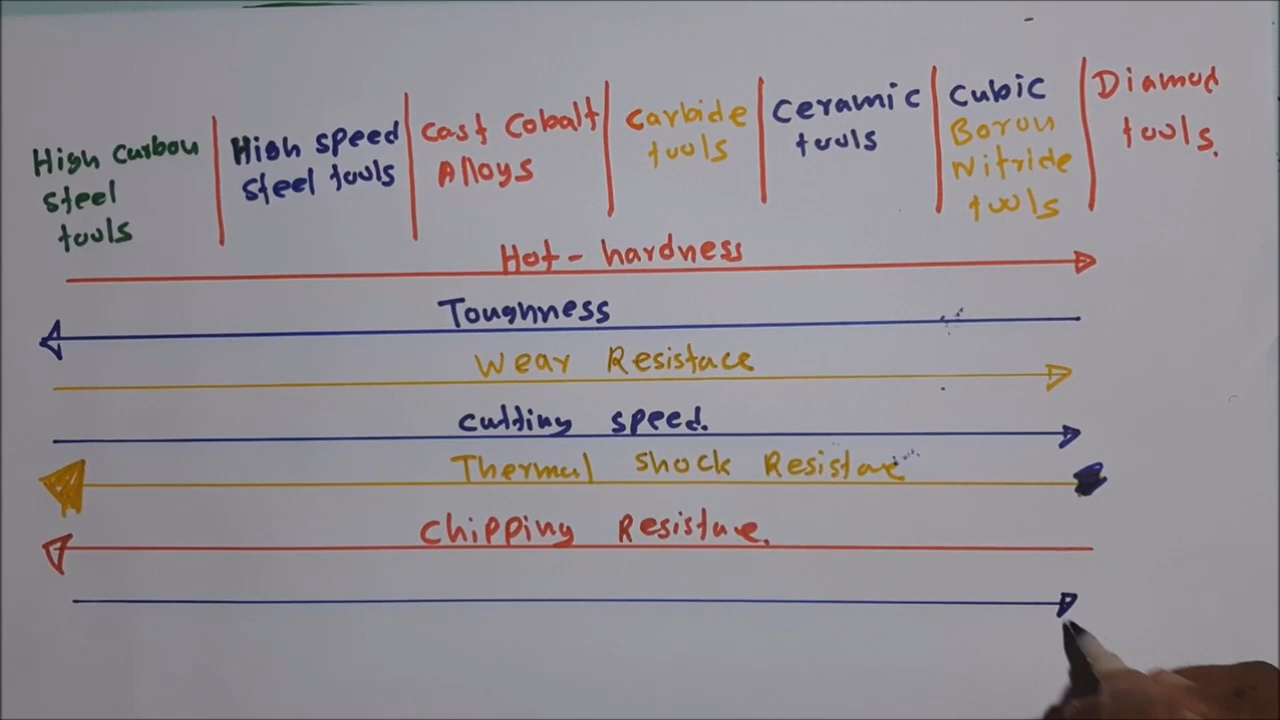 High Carbon
steel
tools
High speed
steel tools
Cast Cobalt
Alloys
Carbide
tools
Ceramic
tools
Cubic
Boron
Nitride
tools
Diamod
tools.
Hot - hardness
Toughness
Wear Resistace
Cutting speed.
Thermal Shock Resistace
Chipping Resistace.